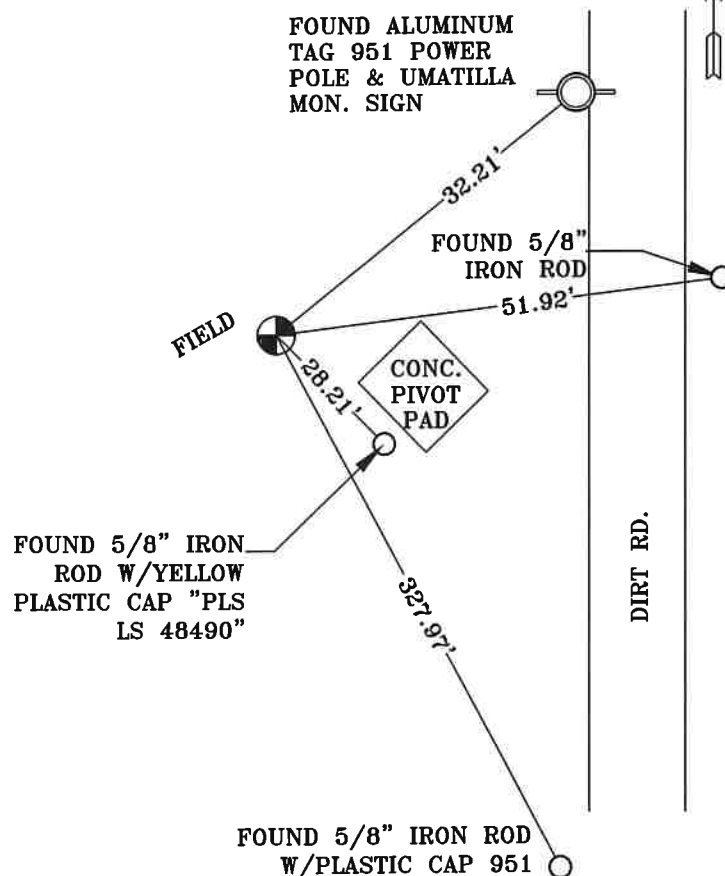 FOUND ALUMINUM
TAG 951 POWER
POLE & UMATILLA
MON. SIGN
32.21'
FOUND 5/8"
IRON ROD
51.92'
FIELD
CONC.
PIVOT
PAD
28.21'
FOUND 5/8" IRON
ROD W/YELLOW
PLASTIC CAP "PLS
LS 48490"
DIRT RD.
327.97'
FOUND 5/8" IRON ROD
W/PLASTIC CAP 951